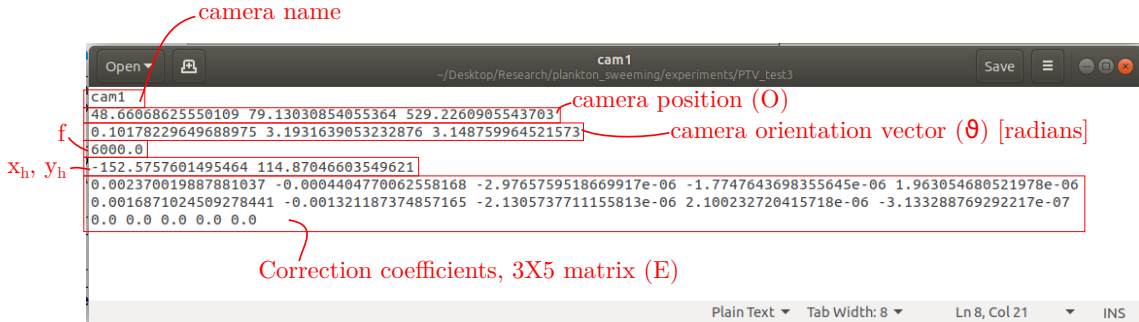 camera name
Open
cam1
~/Desktop/Research/plankton_sweeming/experiments/PTV_test3
Save
cam1
48.66068625550109 79.13030854055364 529.2260905543703
camera position (O)
0.10178229649688975 3.1931639053232876 3.148759964521573
camera orientation vector (ϑ) [radians]
f
6000.0
xh, yh
-152.5757601495464 114.87046603549621
0.002370019887881037 -0.0004404770062558168 -2.9765759518669917e-06 -1.7747643698355645e-06 1.963054680521978e-06
0.0016871024509278441 -0.001321187374857165 -2.1305737711155813e-06 2.100232720415718e-06 -3.133288769292217e-07
0.0 0.0 0.0 0.0 0.0
Correction coefficients, 3X5 matrix (E)
Plain Text Tab Width: 8 Ln 8, Col 21 INS